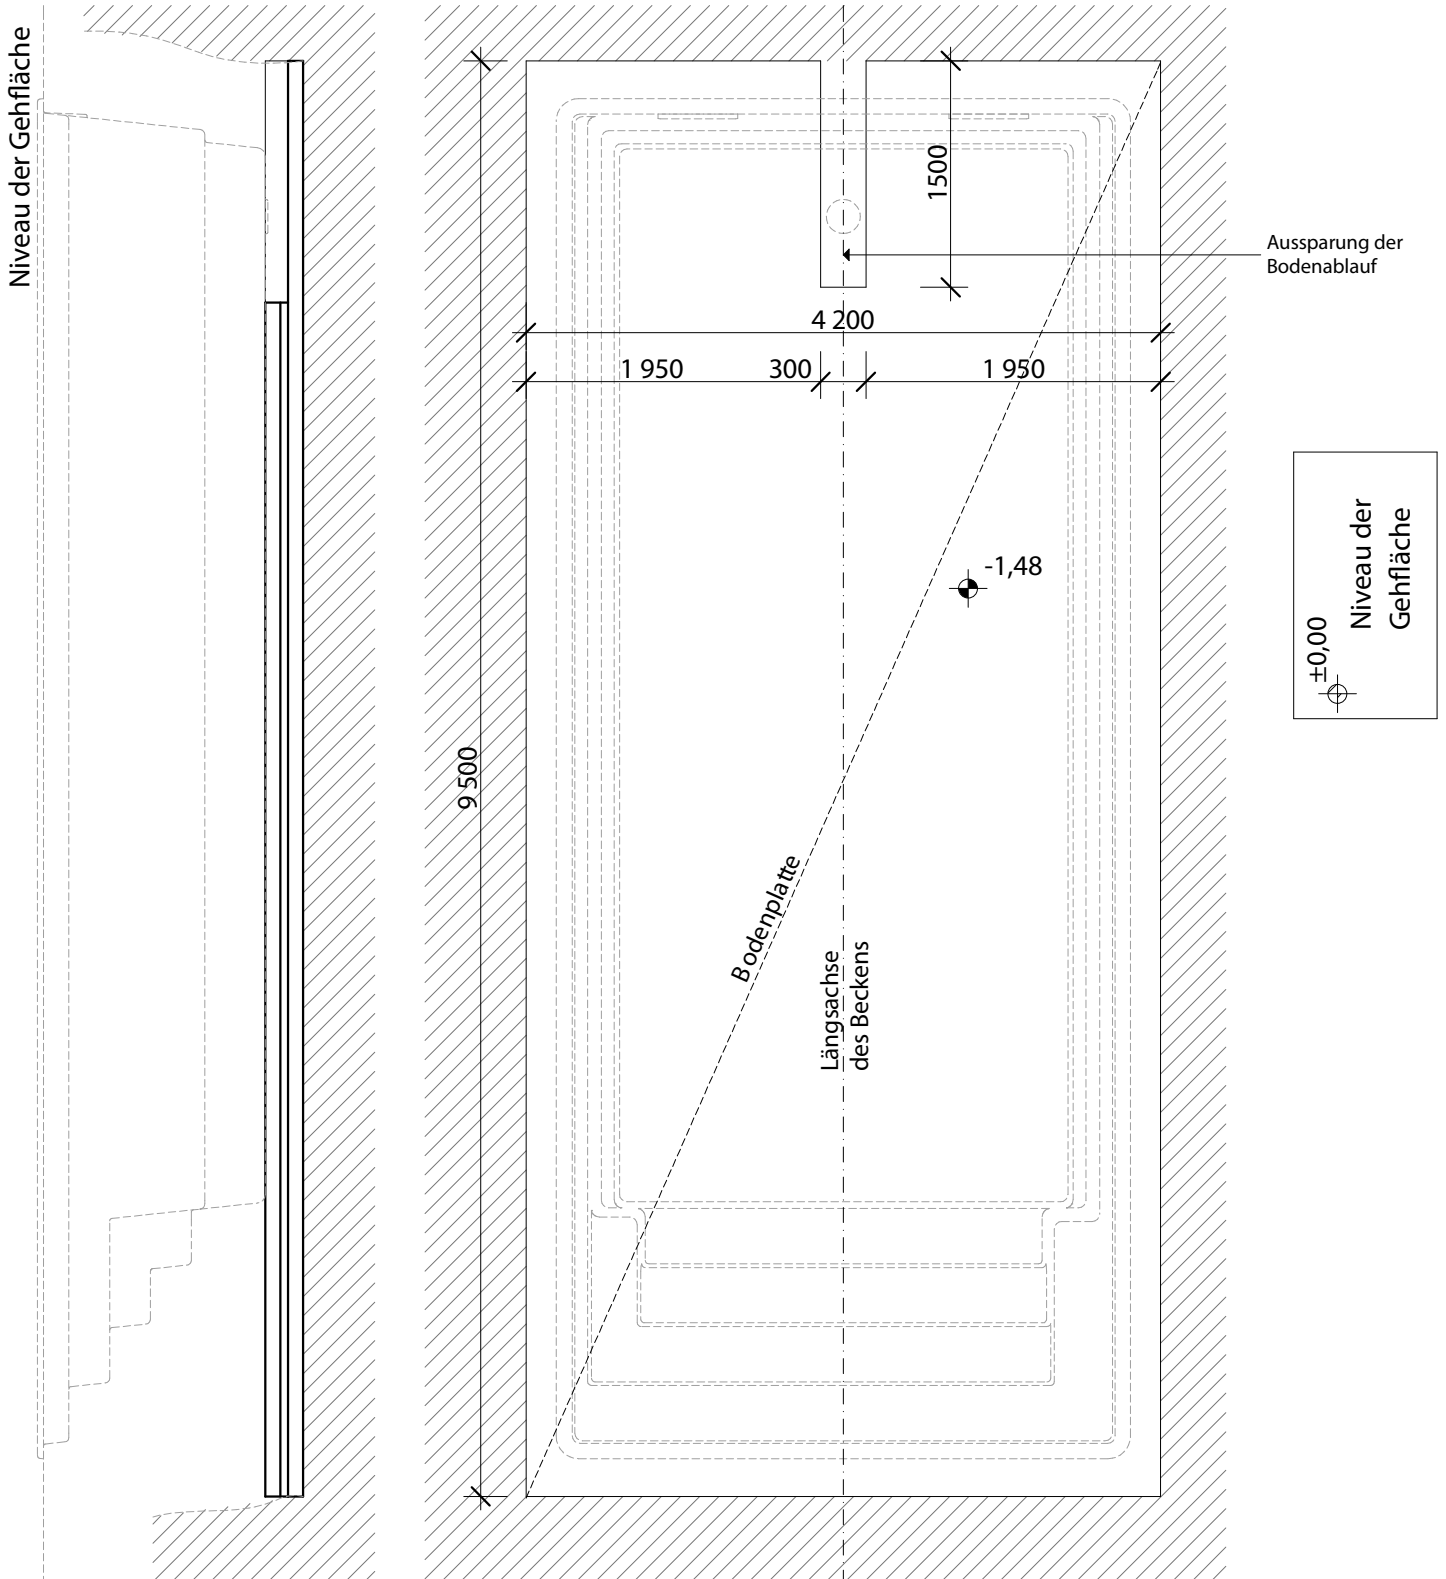 Niveau der Gehfläche
1500
Aussparung der
Bodenablauf
4 200
1 950
300
1 950
-1,48
Niveau der
Gehfläche
±0,00
9 500
Bodenplatte
Längsachse
des Beckens